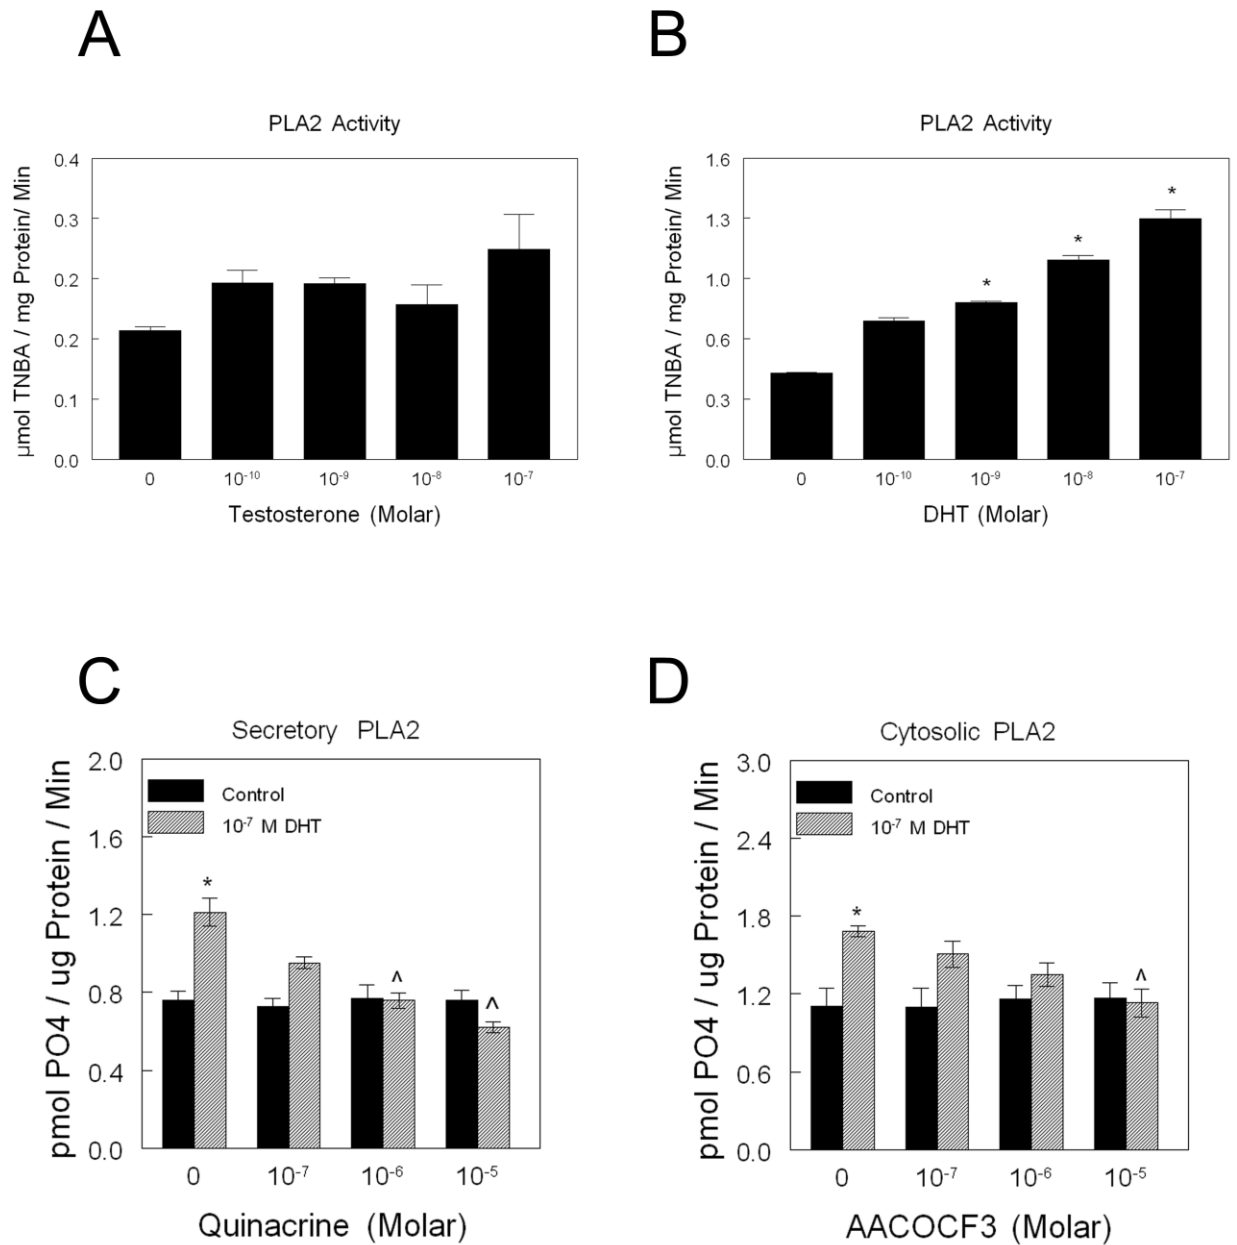 A
PLA2 Activity
µmol TNBA / mg Protein/ Min
0.4
0.3
0.2
0.2
0.1
0.0
0 10⁻¹⁰ 10⁻⁹ 10⁻⁸ 10⁻⁷
Testosterone (Molar)
B
PLA2 Activity
µmol TNBA / mg Protein/ Min
1.6
1.3
1.0
0.6
0.3
0.0
*
*
*
0 10⁻¹⁰ 10⁻⁹ 10⁻⁸ 10⁻⁷
DHT (Molar)
C
Secretory PLA2
pmol PO4 / ug Protein / Min
2.0
1.6
1.2
0.8
0.4
0.0
Control
10⁻⁷ M DHT
*
^
^
0 10⁻⁷ 10⁻⁶ 10⁻⁵
Quinacrine (Molar)
D
Cytosolic PLA2
pmol PO4 / ug Protein / Min
3.0
2.4
1.8
1.2
0.6
0.0
Control
10⁻⁷ M DHT
*
^
0 10⁻⁷ 10⁻⁶ 10⁻⁵
AACOCF3 (Molar)